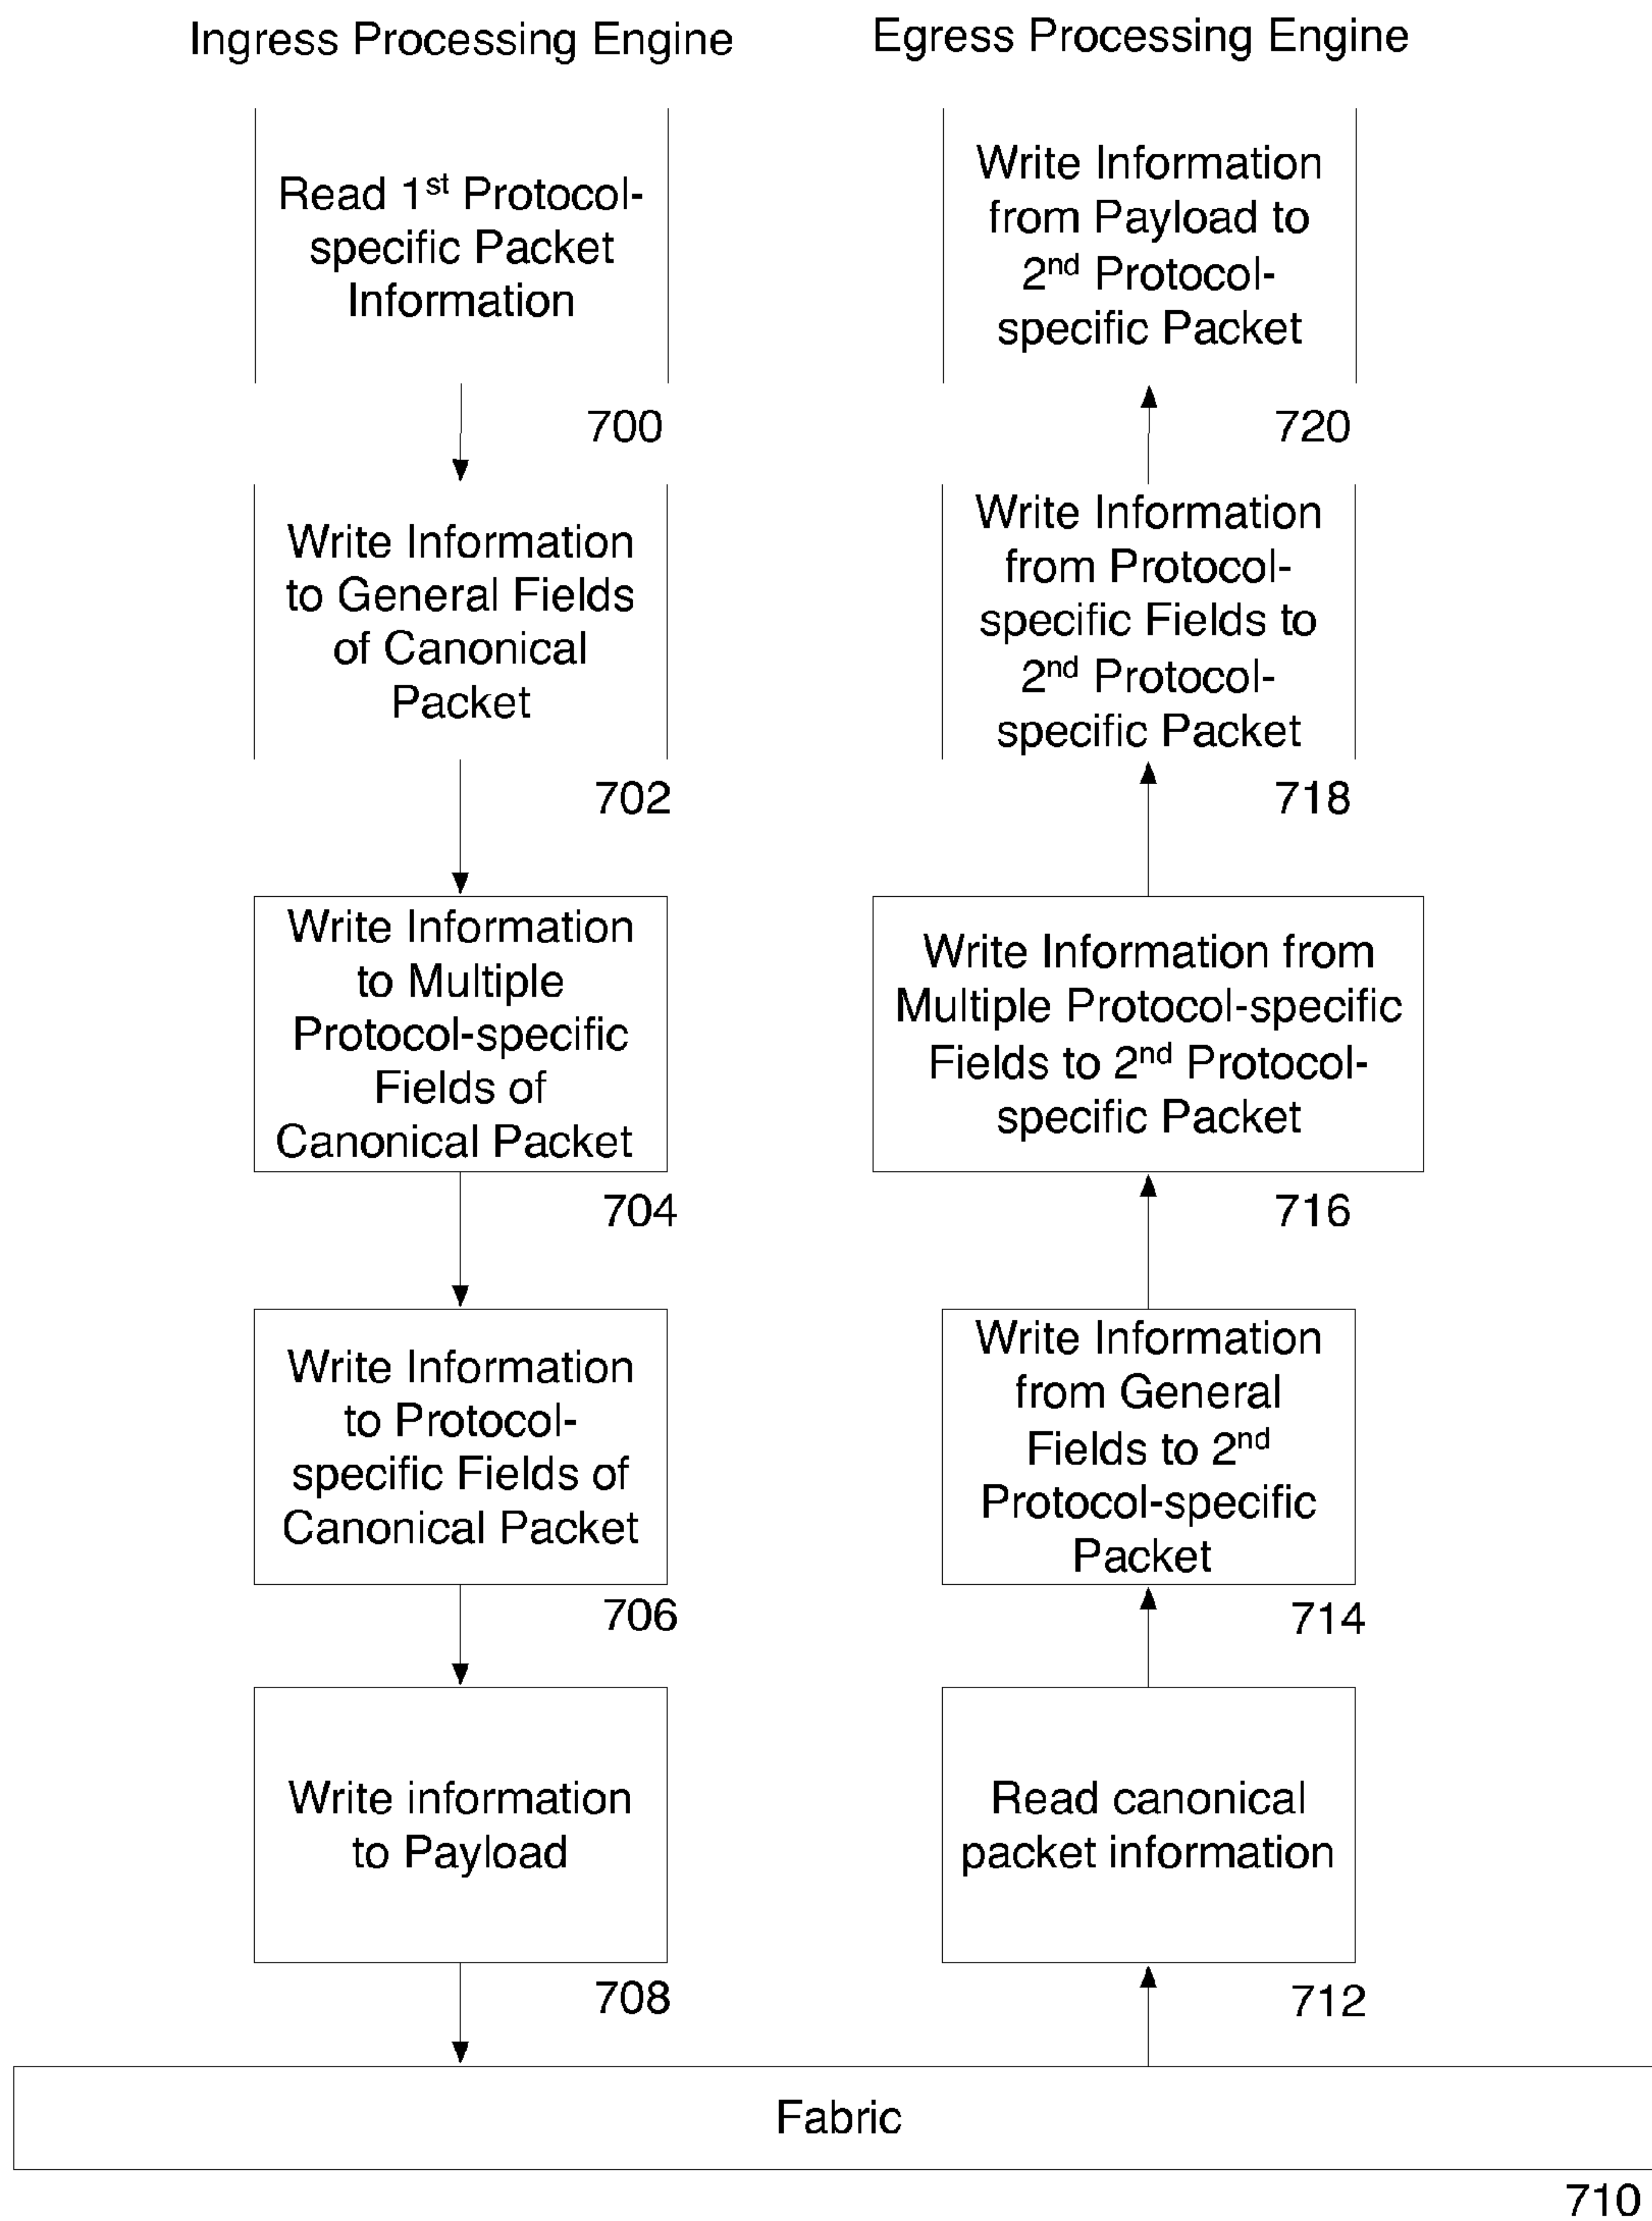 Ingress Processing Engine
Read 1st Protocol-
specific Packet
Information
700
Write Information
to General Fields
of Canonical
Packet
702
Write Information
to Multiple
Protocol-specific
Fields of
Canonical Packet
704
Write Information
to Protocol-
specific Fields of
Canonical Packet
706
Write information
to Payload
708
Egress Processing Engine
Write Information
from Payload to
2nd Protocol-
specific Packet
720
Write Information
from Protocol-
specific Fields to
2nd Protocol-
specific Packet
718
Write Information from
Multiple Protocol-specific
Fields to 2nd Protocol-
specific Packet
716
Write Information
from General
Fields to 2nd
Protocol-specific
Packet
714
Read canonical
packet information
712
Fabric
710